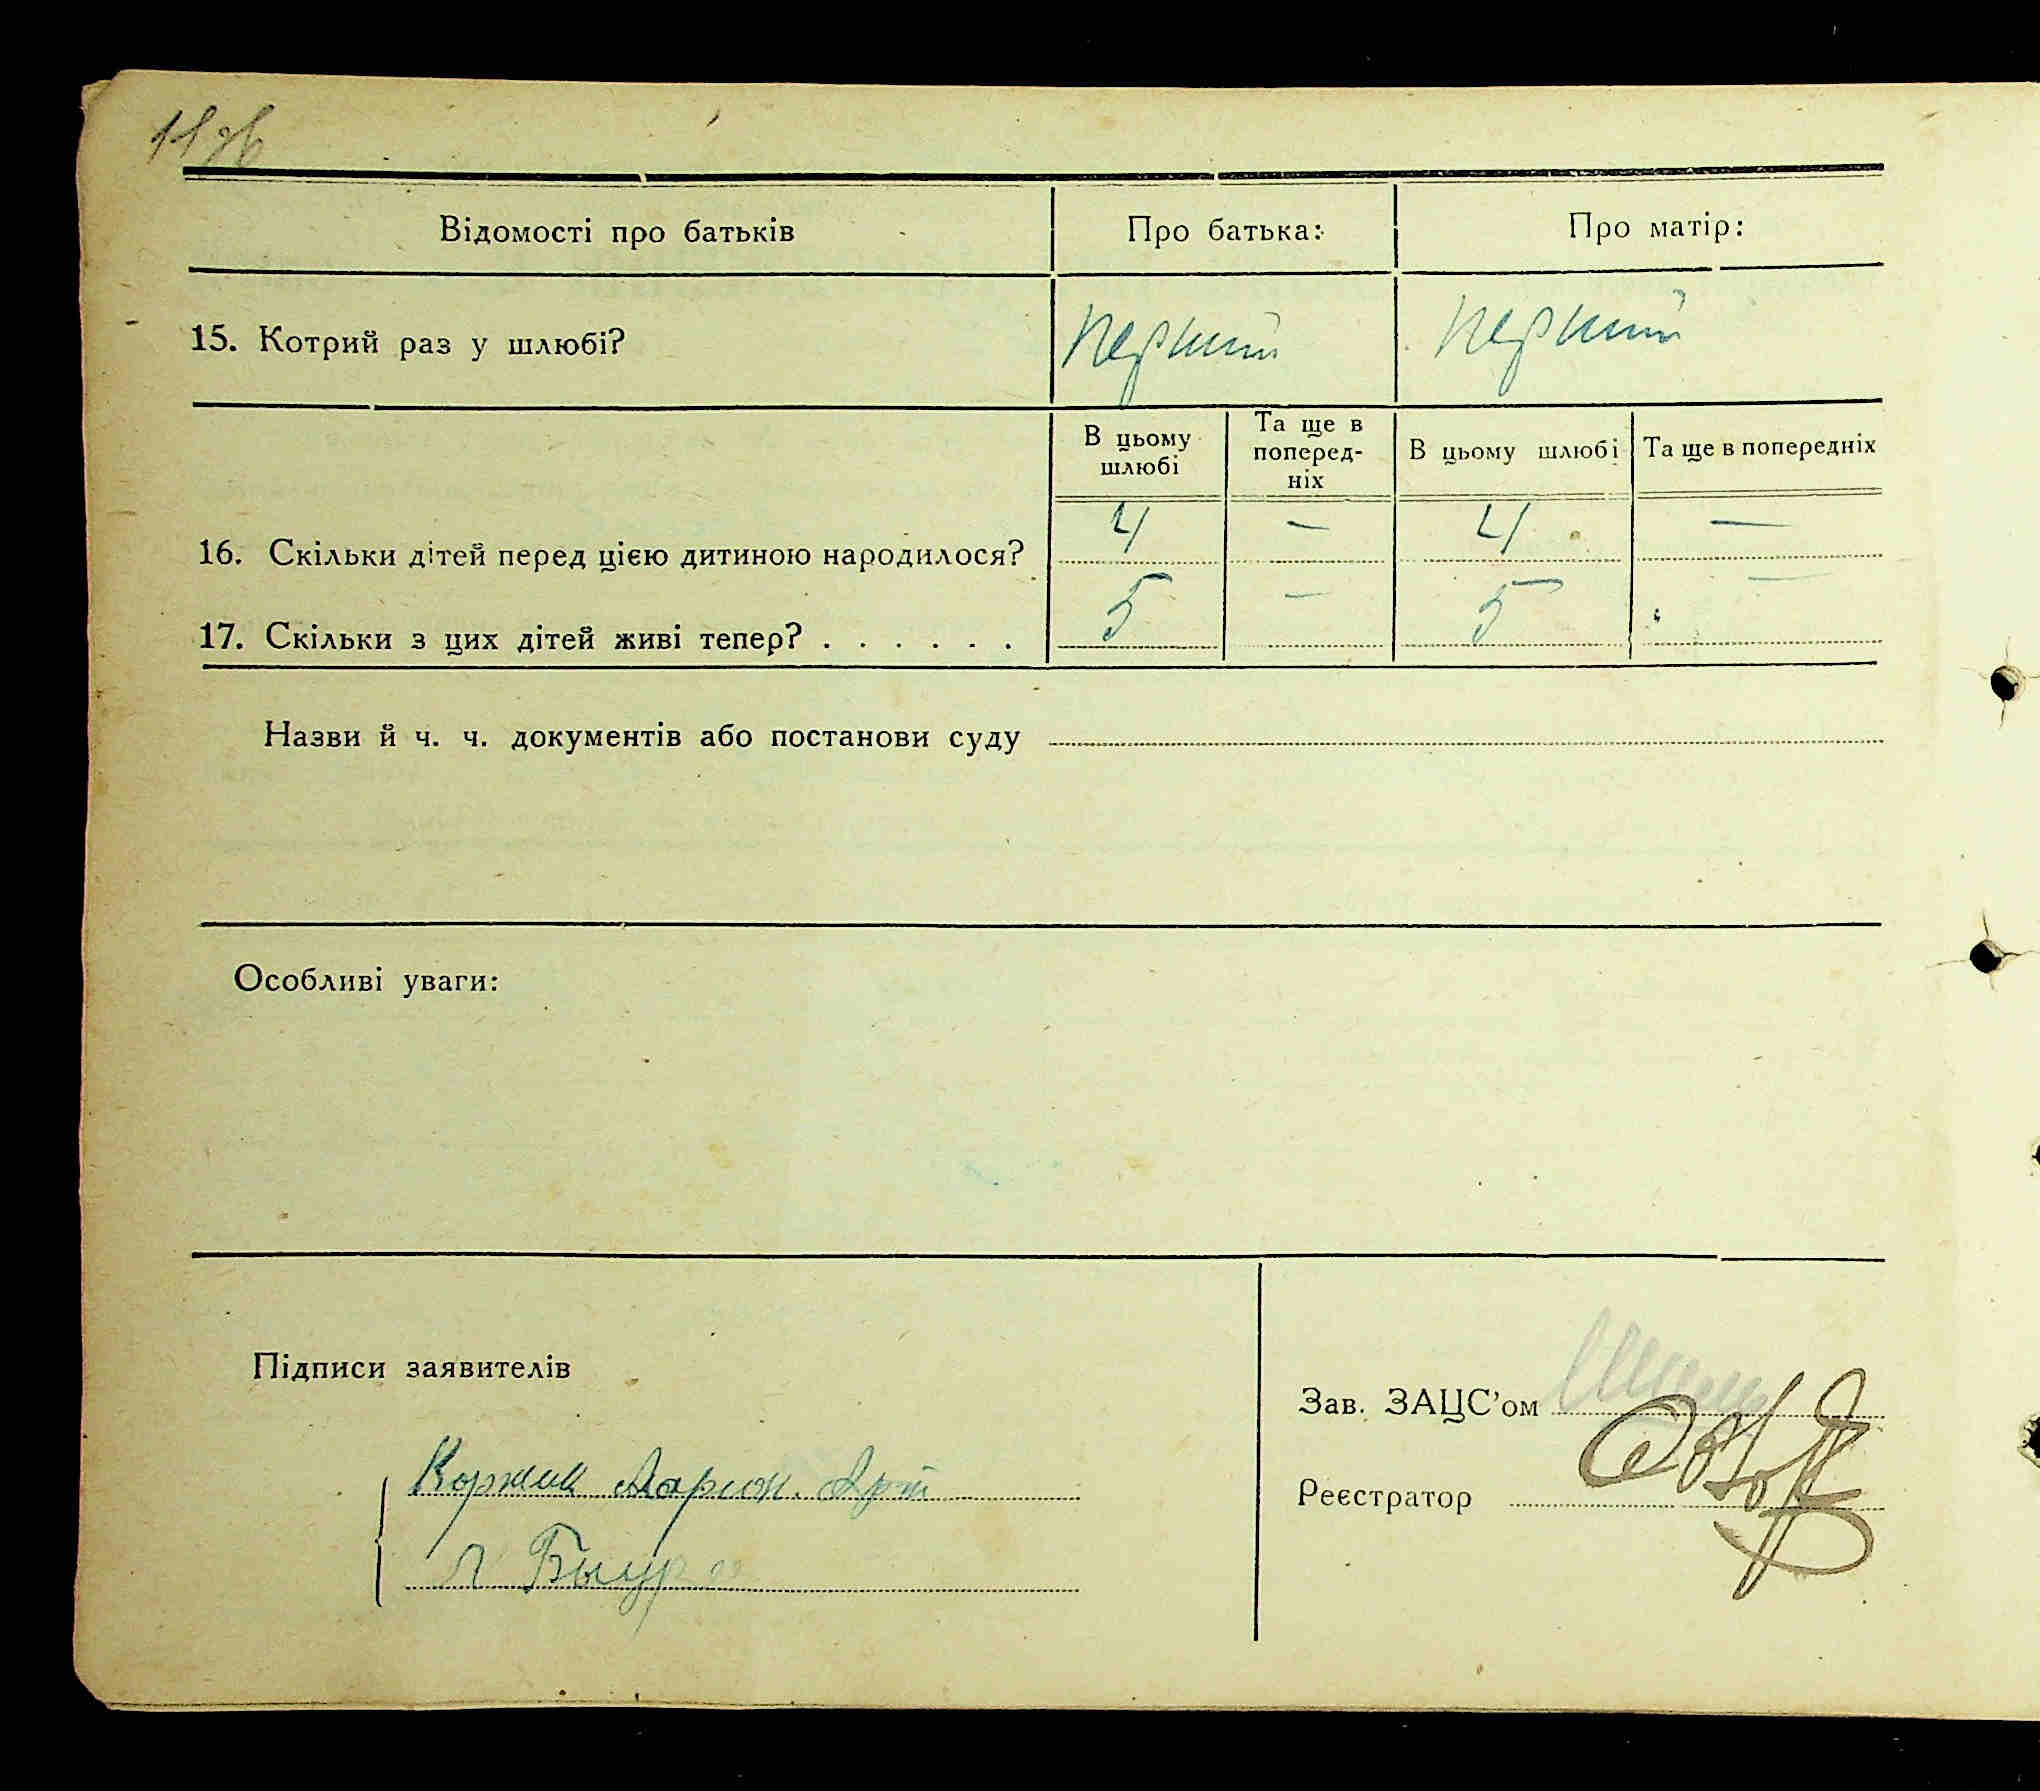 11зв
Відомості про батьків Про батька: Про матір:
15. Котрий раз у шлюбі? перший перший
В цьому шлюбі Та ще в попередніх В цьому шлюбі Та ще в попередніх
16. Скільки дітей перед цією дитиною народилося? 4 — 4 —
17. Скільки з цих дітей живі тепер? . . . . . . 5 — 5 —
Назви й ч. ч. документів або постанови суду
Особливі уваги:
Підписи заявителів
Зав. ЗАЦС'ом
Коржик
Реєстратор